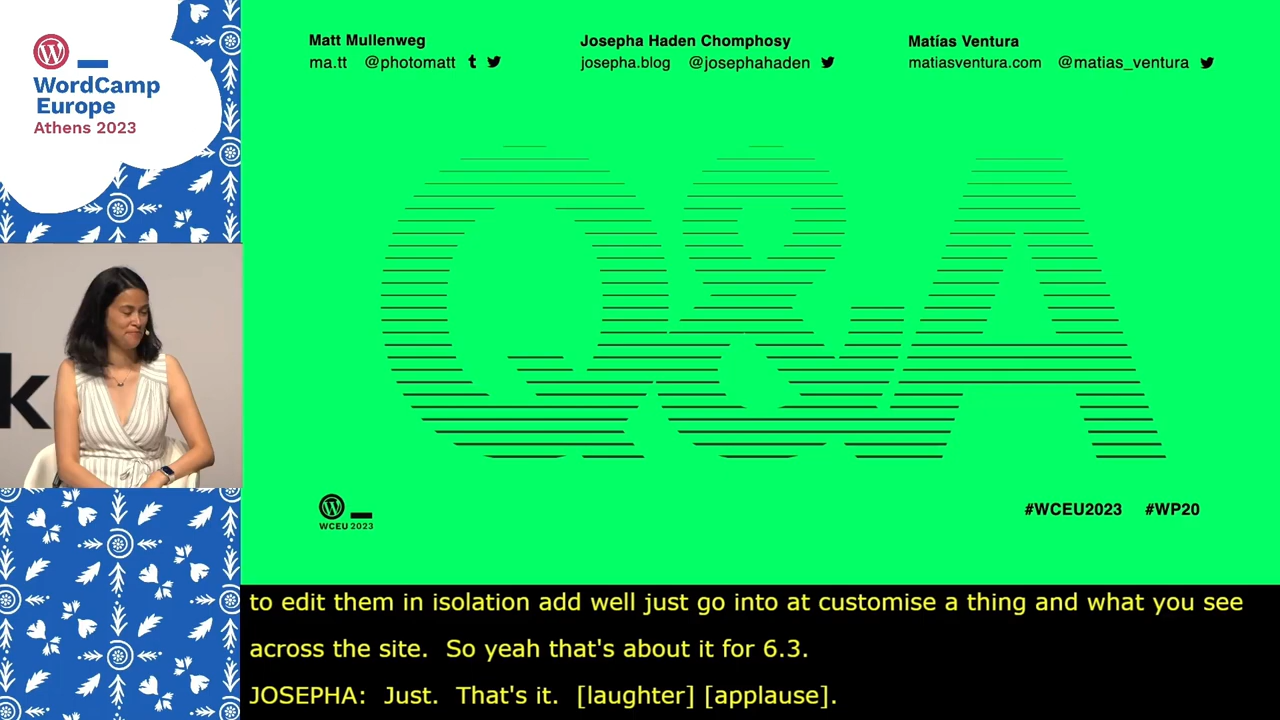 WordCamp
Europe
Athens 2023
Matt Mullenweg
ma.tt @photomatt
Josepha Haden Chomphosy
josepha.blog @josephahaden
Matías Ventura
matiasventura.com @matias_ventura
Q&A
k
WCEU 2023
#WCEU2023 #WP20
to edit them in isolation add well just go into at customise a thing and what you see
across the site. So yeah that's about it for 6.3.
JOSEPHA: Just. That's it. [laughter] [applause].